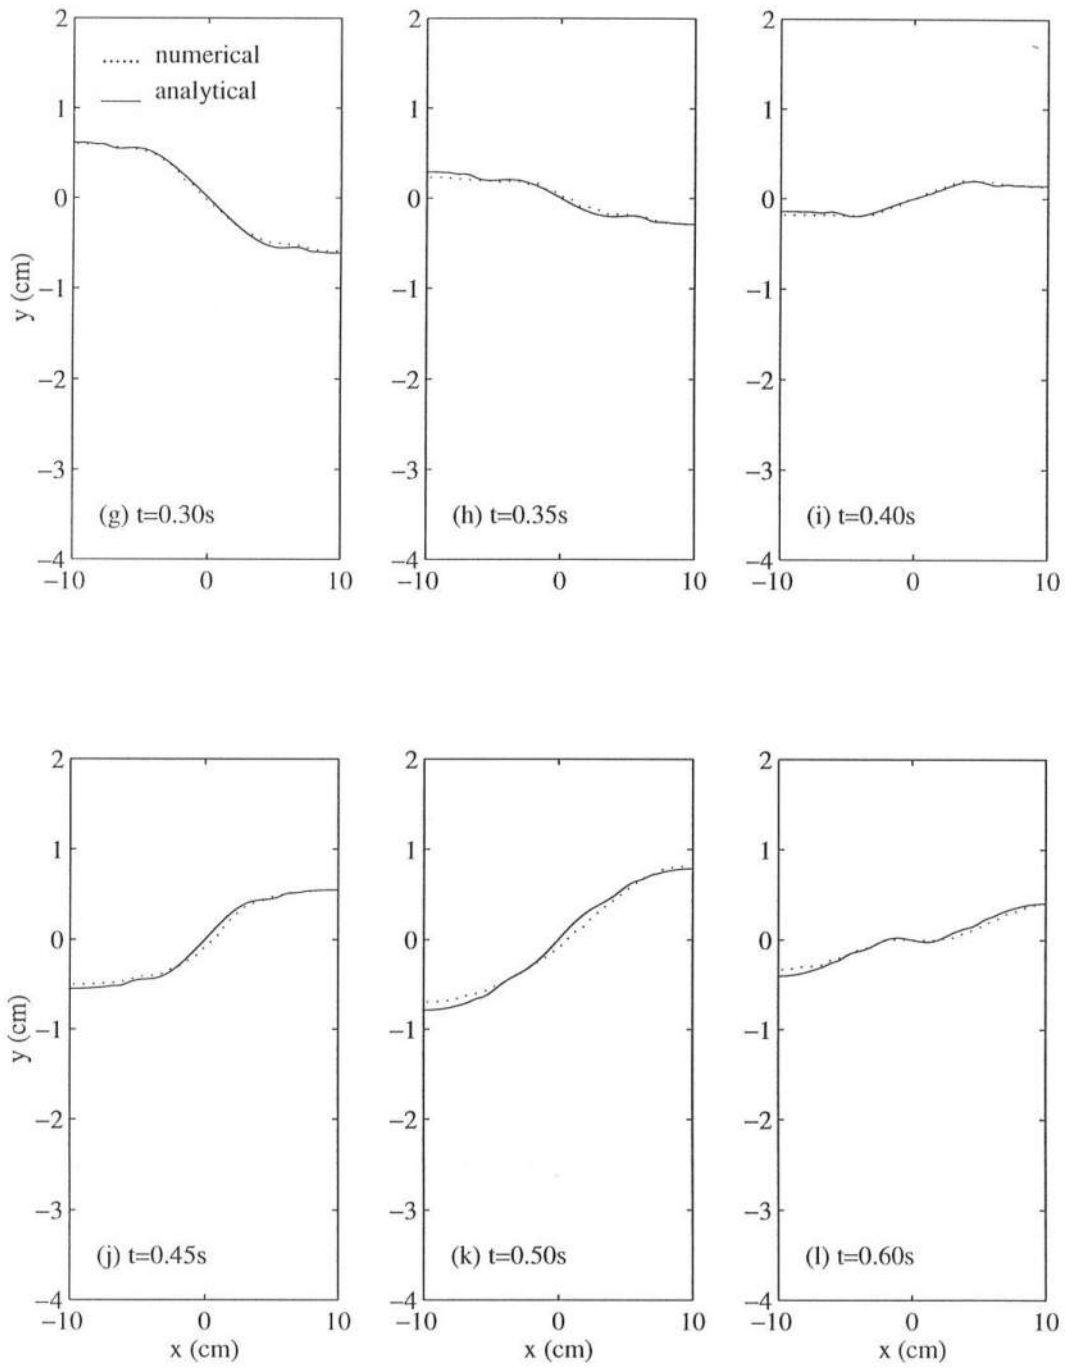 2 2 2
numerical
analytical
1 1 1
0 0 0
y (cm)
−1 −1 −1
−2 −2 −2
−3 −3 −3
(g) t=0.30s (h) t=0.35s (i) t=0.40s
−4 −4 −4
−10 0 10 −10 0 10 −10 0 10
2 2 2
1 1 1
0 0 0
y (cm)
−1 −1 −1
−2 −2 −2
−3 −3 −3
(j) t=0.45s (k) t=0.50s (l) t=0.60s
−4 −4 −4
−10 0 10 −10 0 10 −10 0 10
x (cm) x (cm) x (cm)